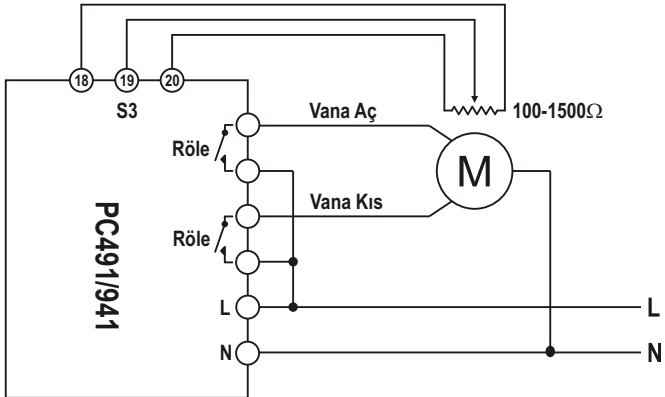 18 19 20
S3
100-1500Ω
Vana Aç
Röle
M
Vana Kıs
Röle
PC491/941
L L
N N